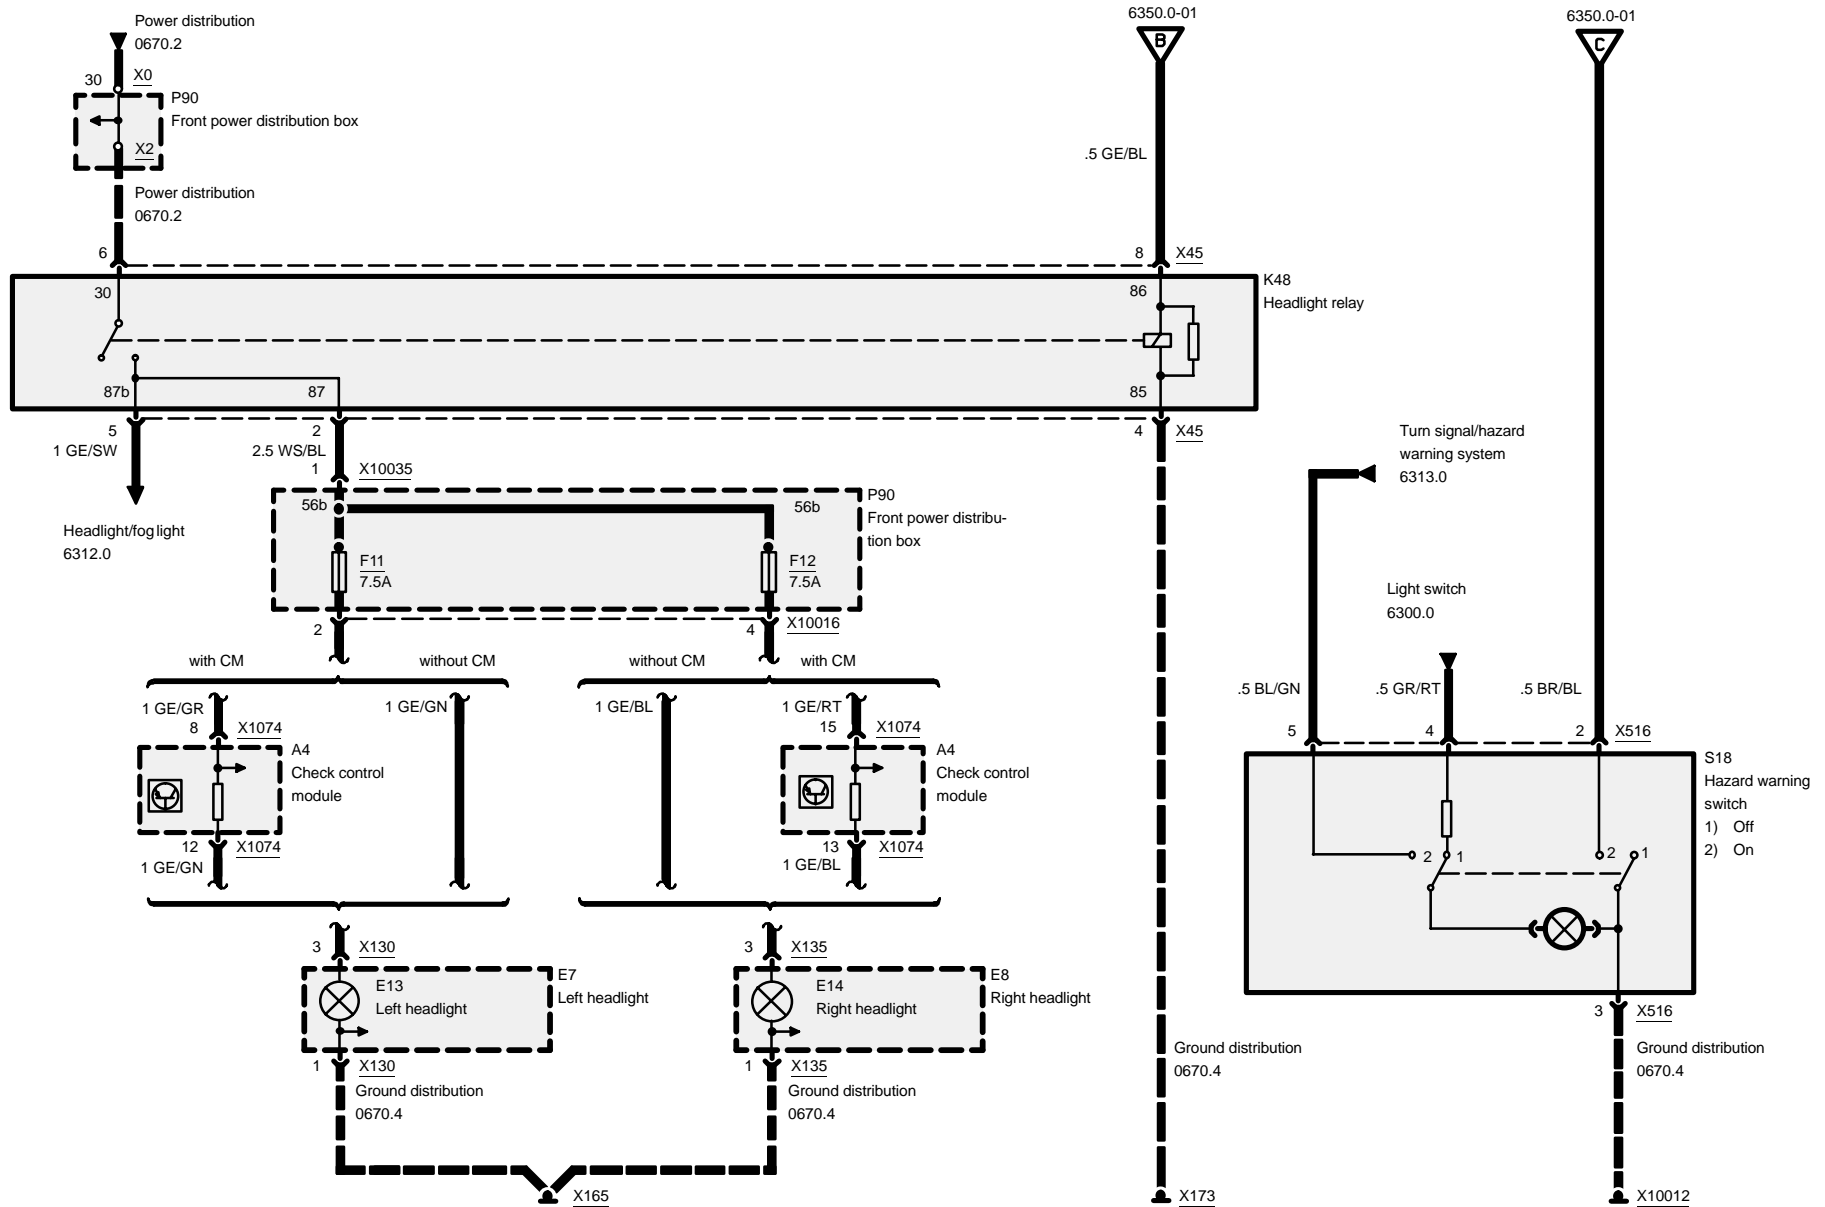 Power distribution
0670.2
6350.0-01
B
6350.0-01
C
30
X0
P90
Front power distribution box
X2
.5 GE/BL
Power distribution
0670.2
6
8
X45
K48
Headlight relay
30
86
87b
87
85
5
2
4
X45
1 GE/SW
2.5 WS/BL
1
X10035
Turn signal/hazard
warning system
6313.0
Headlight/fog light
6312.0
56b
56b
P90
Front power distribu-
tion box
F11
7.5A
F12
7.5A
Light switch
6300.0
2
4
X10016
with CM
without CM
without CM
with CM
1 GE/GR
1 GE/GN
1 GE/BL
1 GE/RT
.5 BL/GN
.5 GR/RT
.5 BR/BL
8
X1074
15
X1074
5
4
2
X516
A4
Check control
module
A4
Check control
module
S18
Hazard warning
switch
1) Off
2) On
12
X1074
13
X1074
1 GE/GN
1 GE/BL
2
1
2
1
3
X130
3
X135
E13
Left headlight
E7
Left headlight
E14
Right headlight
E8
Right headlight
3
X516
1
X130
1
X135
Ground distribution
0670.4
Ground distribution
0670.4
Ground distribution
0670.4
Ground distribution
0670.4
X165
X173
X10012